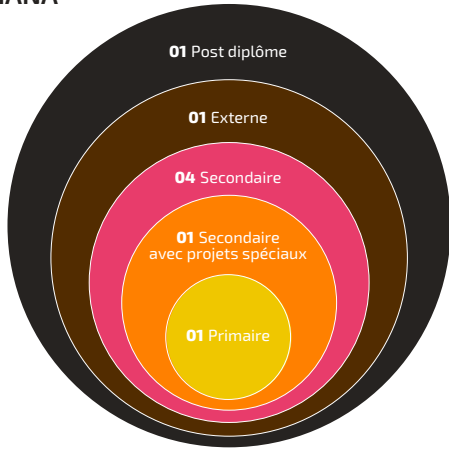 01 Post diplôme
01 Externe
04 Secondaire
01 Secondaire
avec projets spéciaux
01 Primaire